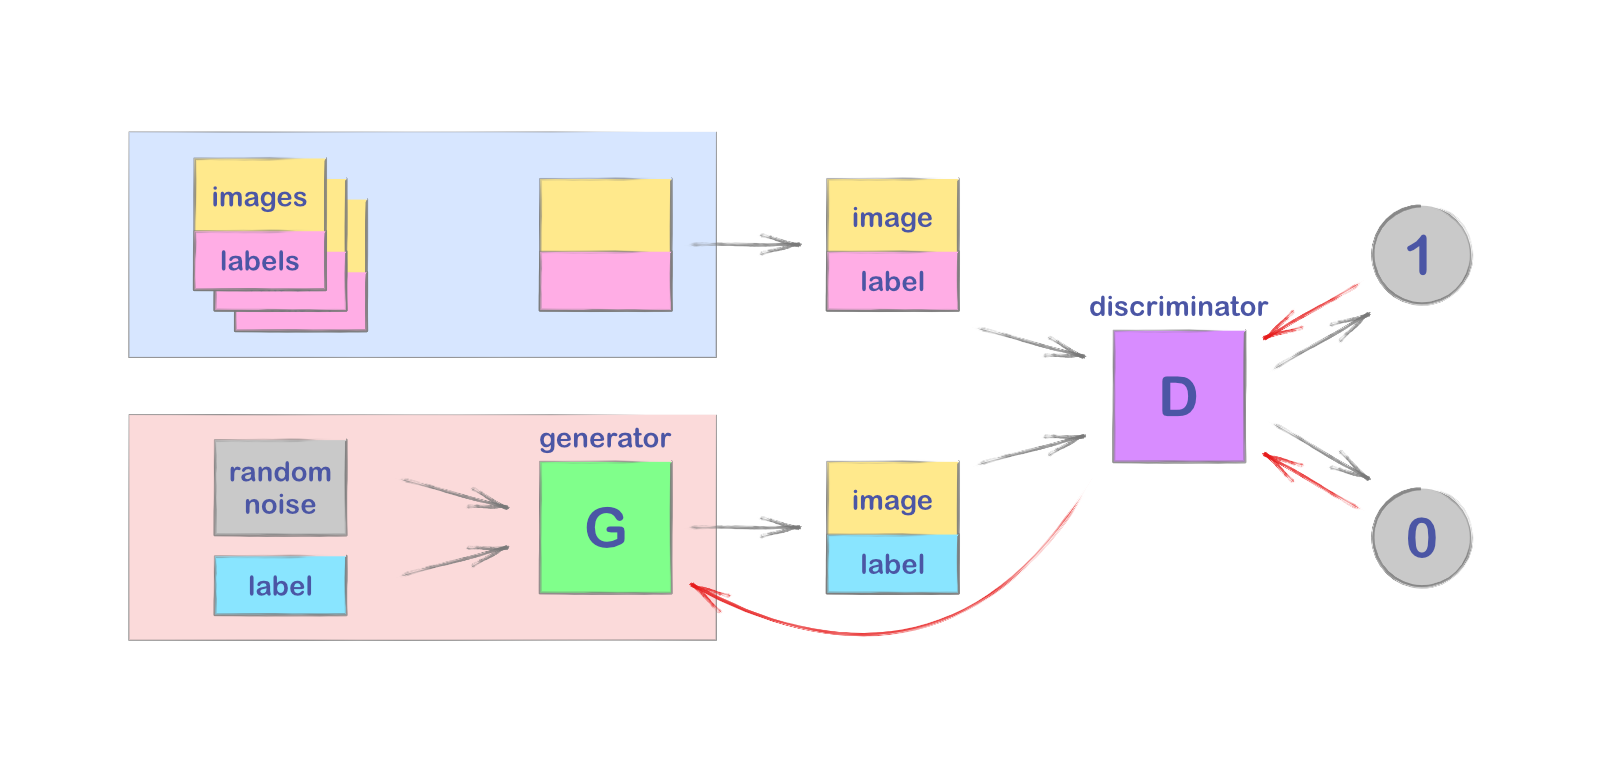 images
labels
image
label
discriminator
1
D
generator
random
noise
label
G
image
label
0